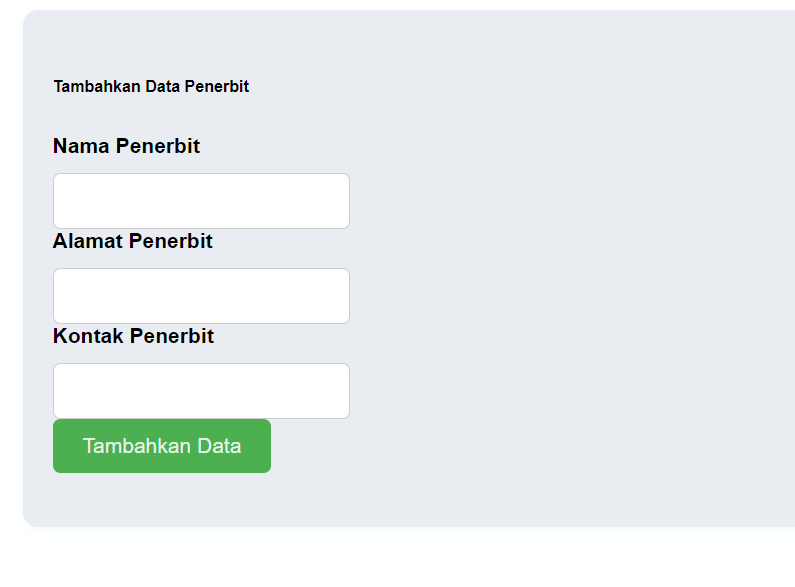 Tambahkan Data Penerbit
Nama Penerbit
Alamat Penerbit
Kontak Penerbit
Tambahkan Data